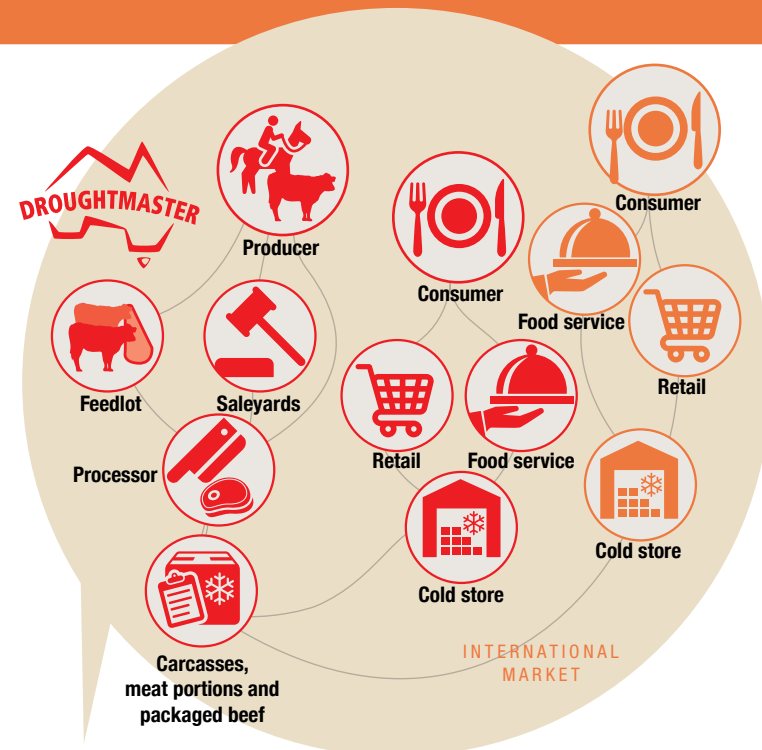 DROUGHTMASTER
Producer
Consumer
Consumer
Food service
Retail
Feedlot
Saleyards
Retail
Food service
Processor
Cold store
Cold store
Carcasses,
meat portions and
packaged beef
INTERNATIONAL
MARKET